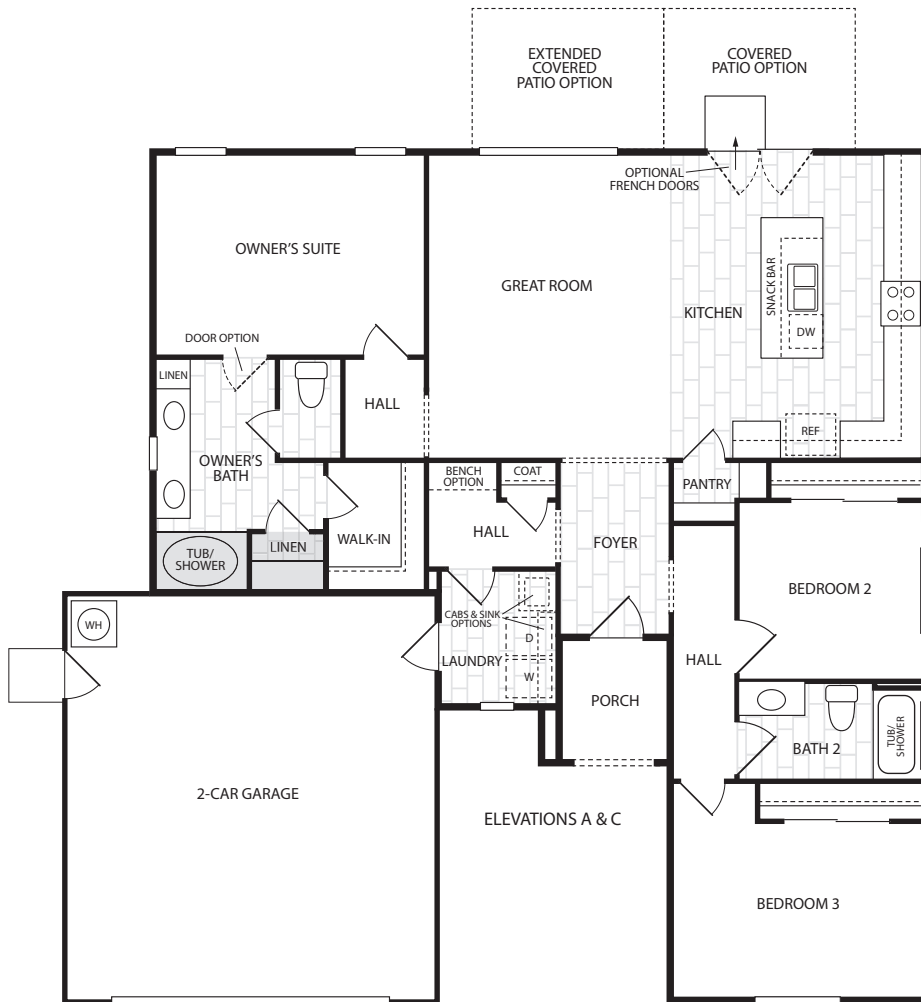 EXTENDED
COVERED
PATIO OPTION
COVERED
PATIO OPTION
OPTIONAL
FRENCH DOORS
OWNER'S SUITE
GREAT ROOM
KITCHEN
SNACK BAR
DW
DOOR OPTION
LINEN
HALL
REF
OWNER'S
BATH
BENCH
OPTION
COAT
PANTRY
HALL
FOYER
WALK-IN
LINEN
TUB/
SHOWER
BEDROOM 2
WH
CABS & SINK
OPTIONS
D
LAUNDRY
W
HALL
PORCH
BATH 2
TUB/
SHOWER
2-CAR GARAGE
ELEVATIONS A & C
BEDROOM 3